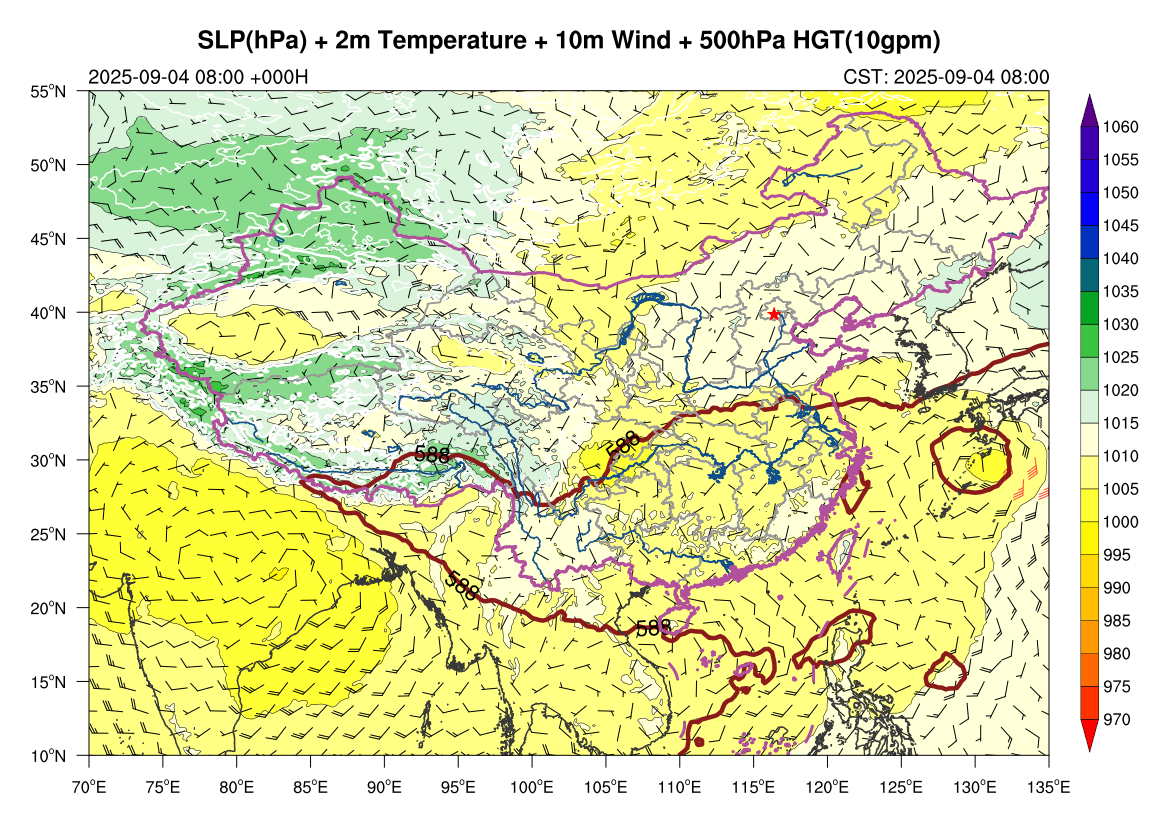 SLP(hPa) + 2m Temperature + 10m Wind + 500hPa HGT(10gpm)
2025-09-04 08:00 +000H
CST: 2025-09-04 08:00
55°N
50°N
45°N
40°N
35°N
30°N
25°N
20°N
15°N
10°N
588
588
588
588
70°E 75°E 80°E 85°E 90°E 95°E 100°E 105°E 110°E 115°E 120°E 125°E 130°E 135°E
1060
1055
1050
1045
1040
1035
1030
1025
1020
1015
1010
1005
1000
995
990
985
980
975
970